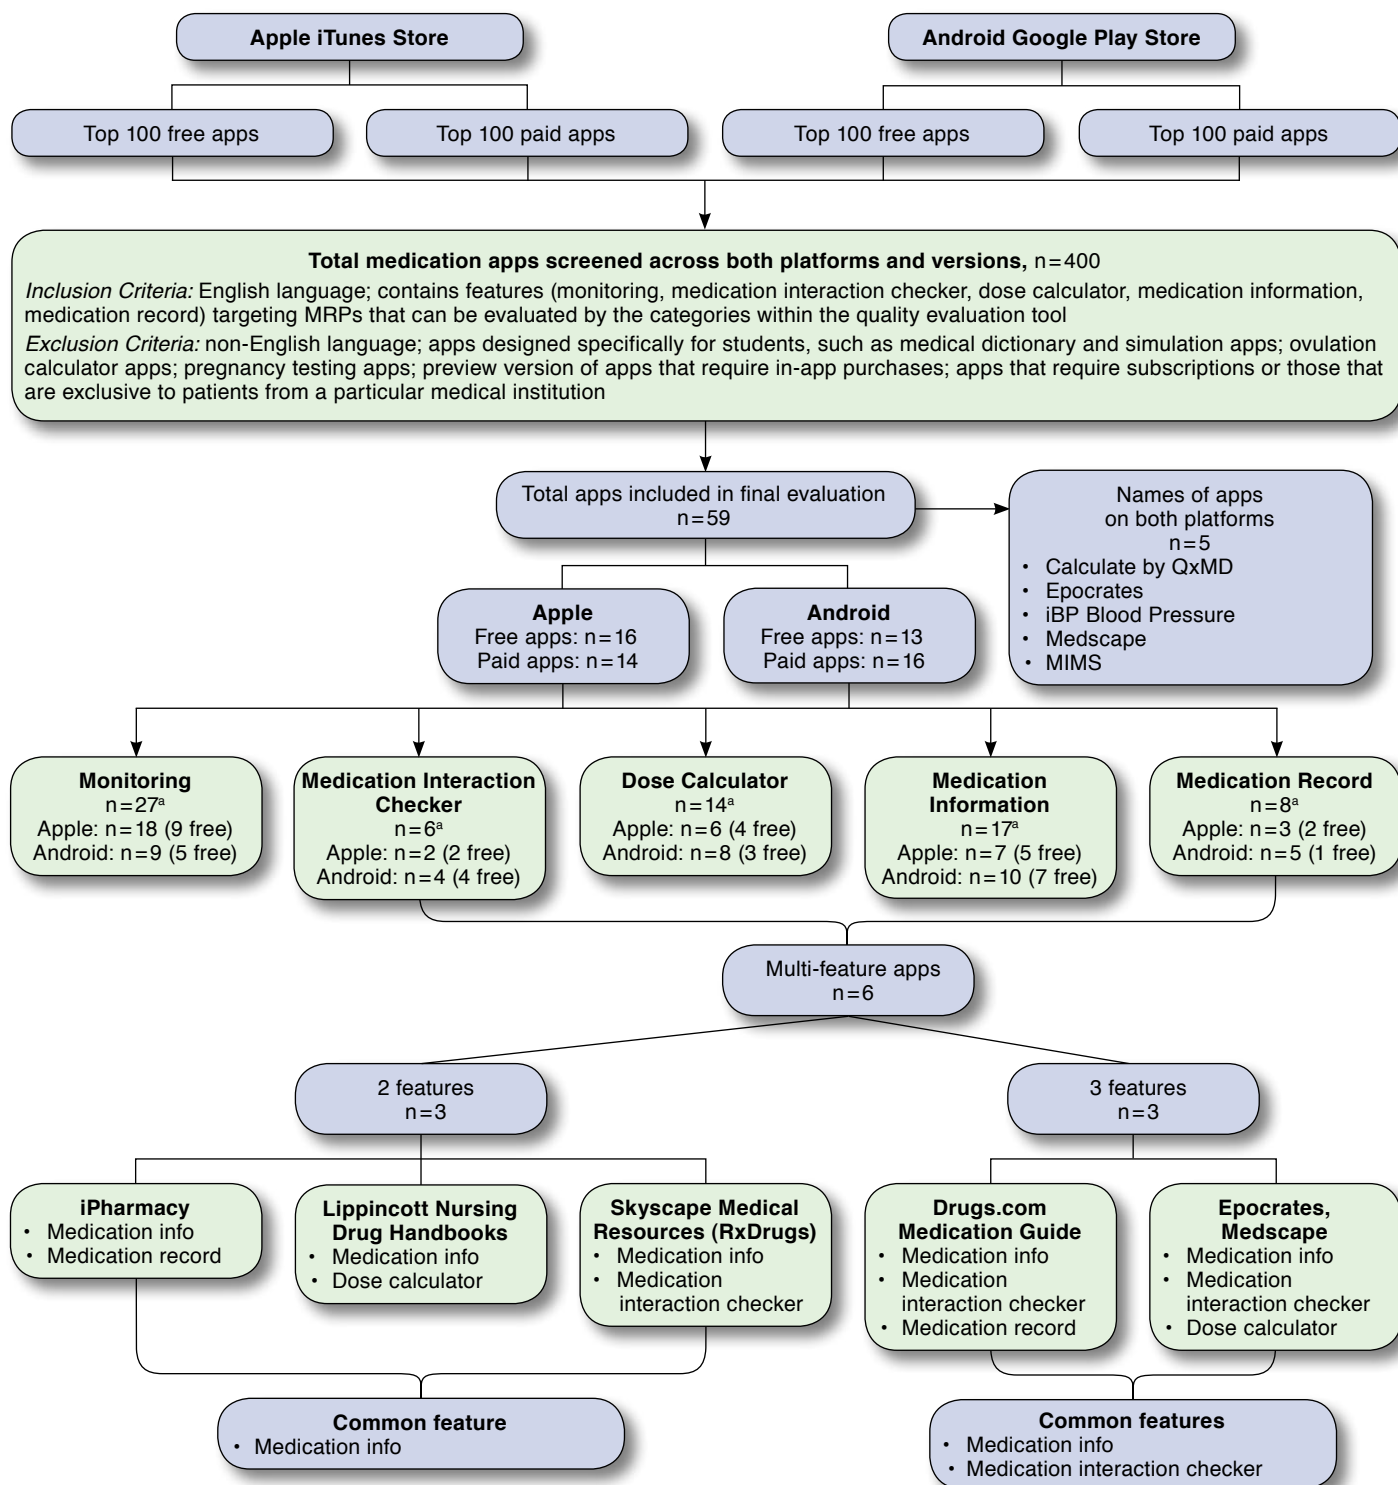 Apple iTunes Store
Android Google Play Store
Top 100 free apps
Top 100 paid apps
Top 100 free apps
Top 100 paid apps
Total medication apps screened across both platforms and versions, n=400
Inclusion Criteria: English language; contains features (monitoring, medication interaction checker, dose calculator, medication information,
medication record) targeting MRPs that can be evaluated by the categories within the quality evaluation tool
Exclusion Criteria: non-English language; apps designed specifically for students, such as medical dictionary and simulation apps; ovulation
calculator apps; pregnancy testing apps; preview version of apps that require in-app purchases; apps that require subscriptions or those that
are exclusive to patients from a particular medical institution
Total apps included in final evaluation
n=59
Names of apps
on both platforms
n=5
• Calculate by QxMD
• Epocrates
• iBP Blood Pressure
• Medscape
• MIMS
Apple
Free apps: n=16
Paid apps: n=14
Android
Free apps: n=13
Paid apps: n=16
Monitoring
n=27ᵃ
Apple: n=18 (9 free)
Android: n=9 (5 free)
Medication Interaction
Checker
n=6ᵃ
Apple: n=2 (2 free)
Android: n=4 (4 free)
Dose Calculator
n=14ᵃ
Apple: n=6 (4 free)
Android: n=8 (3 free)
Medication
Information
n=17ᵃ
Apple: n=7 (5 free)
Android: n=10 (7 free)
Medication Record
n=8ᵃ
Apple: n=3 (2 free)
Android: n=5 (1 free)
Multi-feature apps
n=6
2 features
n=3
3 features
n=3
iPharmacy
• Medication info
• Medication record
Lippincott Nursing
Drug Handbooks
• Medication info
• Dose calculator
Skyscape Medical
Resources (RxDrugs)
• Medication info
• Medication
interaction checker
Drugs.com
Medication Guide
• Medication info
• Medication
interaction checker
• Medication record
Epocrates,
Medscape
• Medication info
• Medication
interaction checker
• Dose calculator
Common feature
• Medication info
Common features
• Medication info
• Medication interaction checker